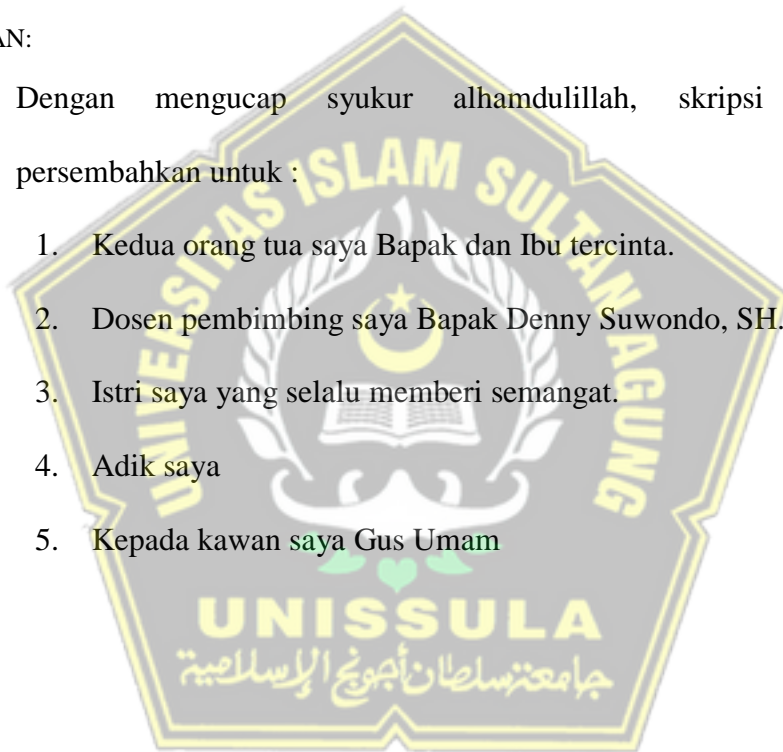 AN:
Dengan mengucap syukur alhamdulillah, skripsi
persembahkan untuk :
1. Kedua orang tua saya Bapak dan Ibu tercinta.
2. Dosen pembimbing saya Bapak Denny Suwondo, SH.
3. Istri saya yang selalu memberi semangat.
4. Adik saya
5. Kepada kawan saya Gus Umam
UNIVERSITAS ISLAM SULTAN AGUNG
UNISSULA
جامعة سلطان أجونج الإسلامية